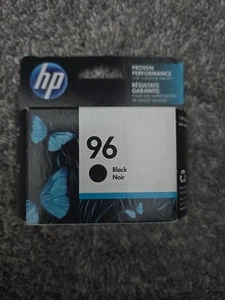 hp
PROVEN
PERFORMANCE
RÉSULTATS
GARANTIS
96
Black
Noir